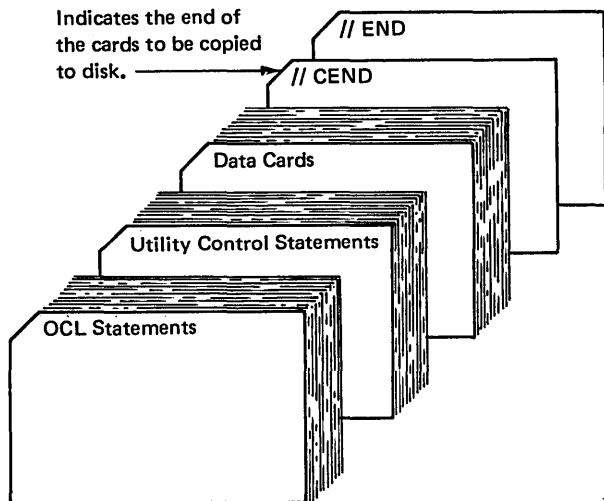 Indicates the end of
the cards to be copied
to disk.
// END
// CEND
Data Cards
Utility Control Statements
OCL Statements